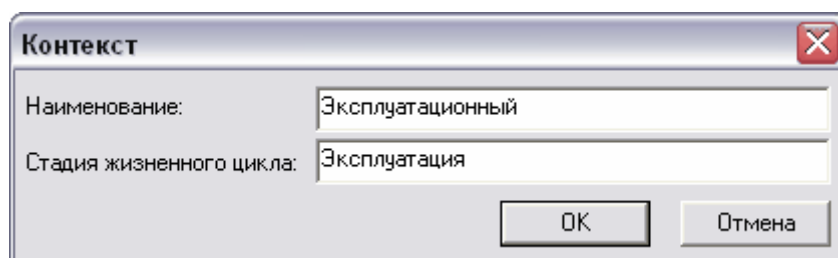 Контекст
Наименование: Эксплуатационный
Стадия жизненного цикла: Эксплуатация
OK Отмена